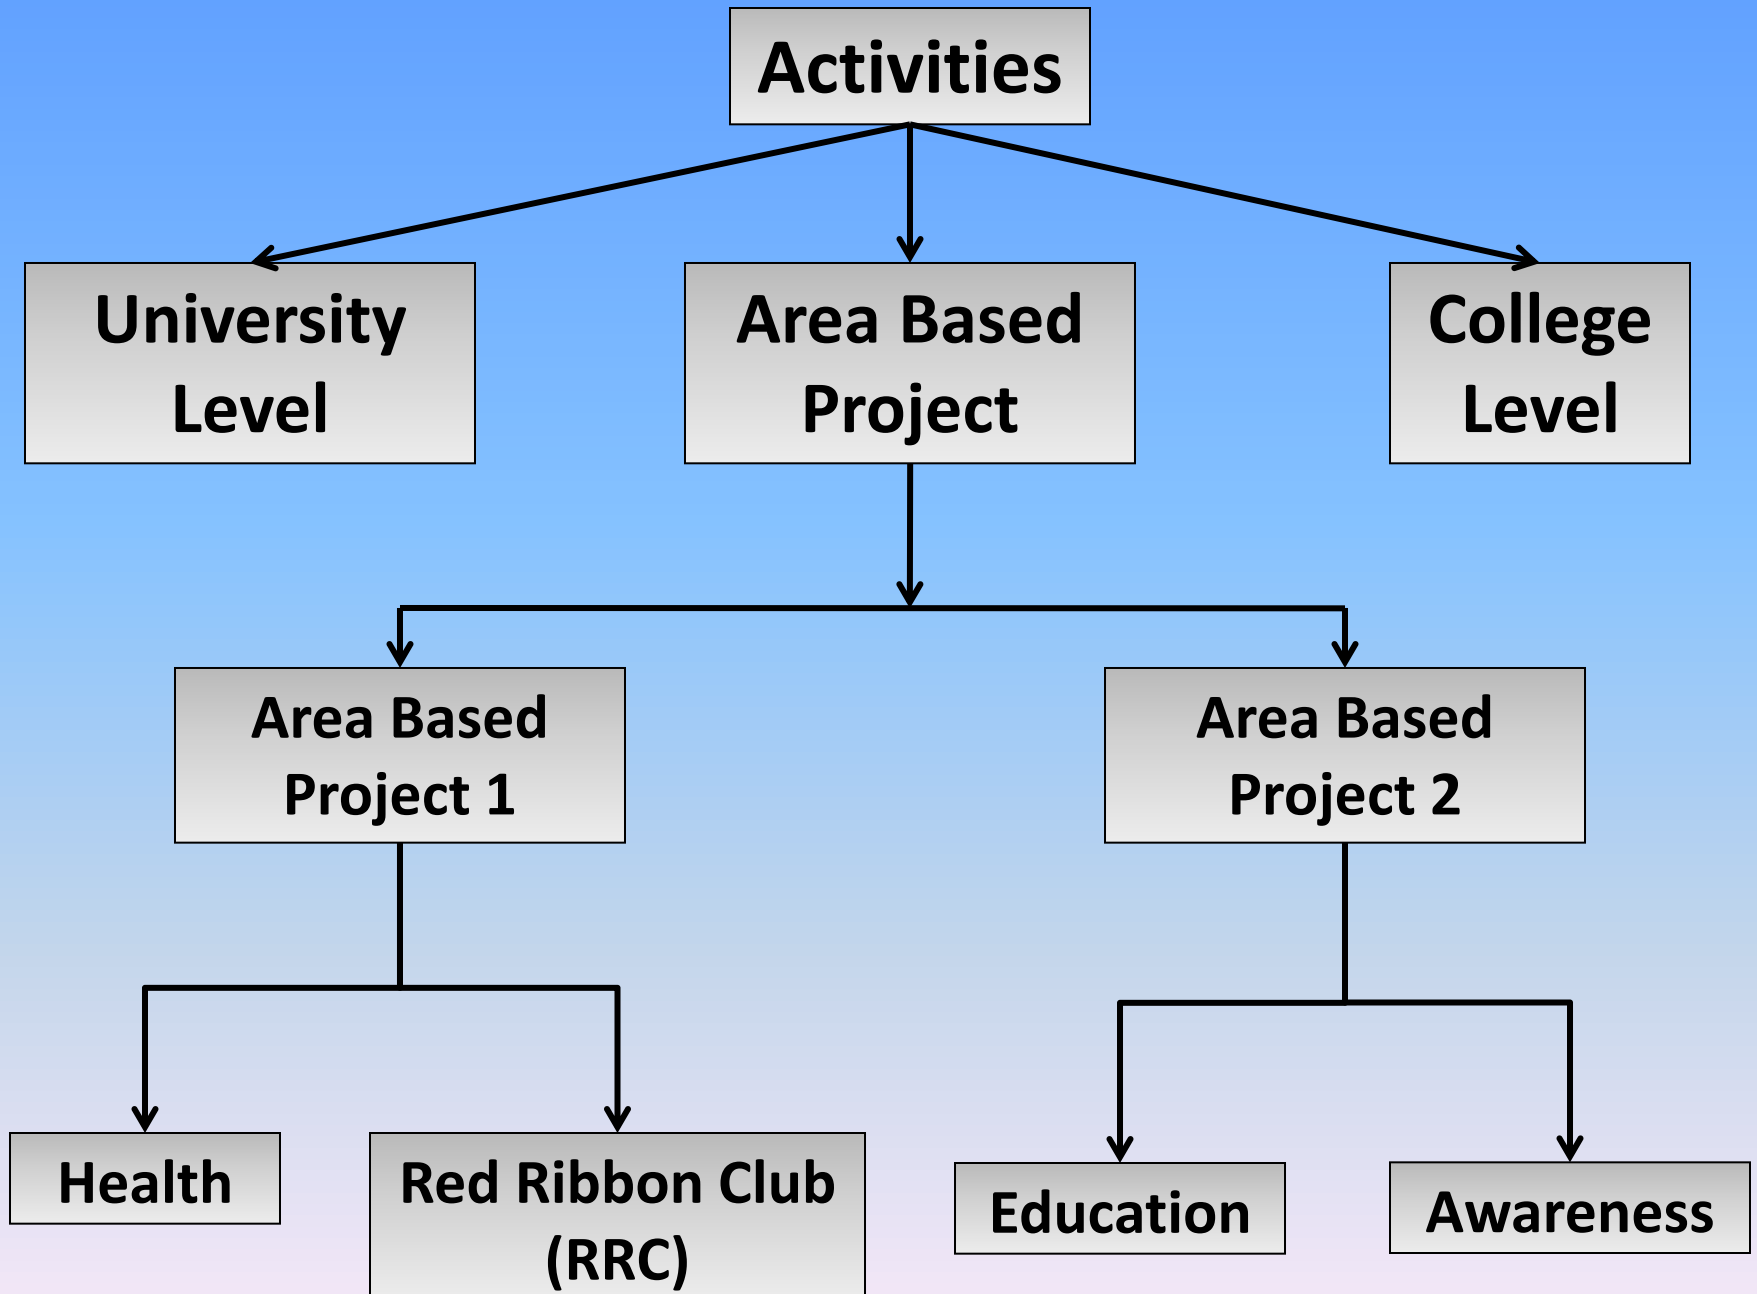 Activities
University
Level
Area Based
Project
College
Level
Area Based
Project 1
Area Based
Project 2
Health
Red Ribbon Club
(RRC)
Education
Awareness